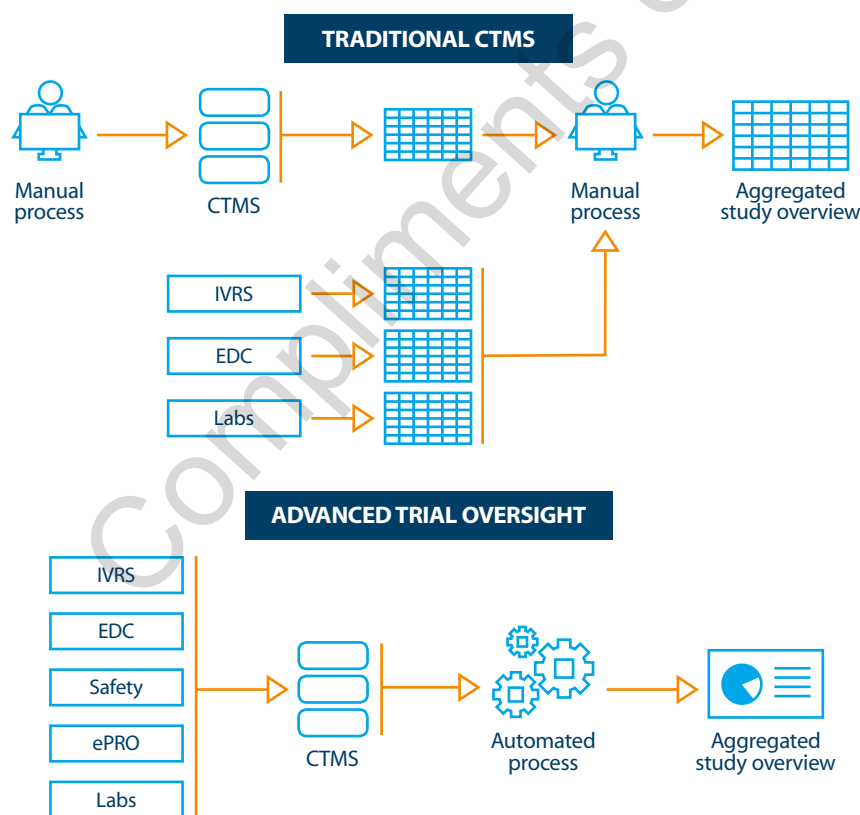 TRADITIONAL CTMS
Manual
process
CTMS
Manual
process
Aggregated
study overview
IVRS
EDC
Labs
ADVANCED TRIAL OVERSIGHT
IVRS
EDC
Safety
ePRO
Labs
CTMS
Automated
process
Aggregated
study overview
Compliments